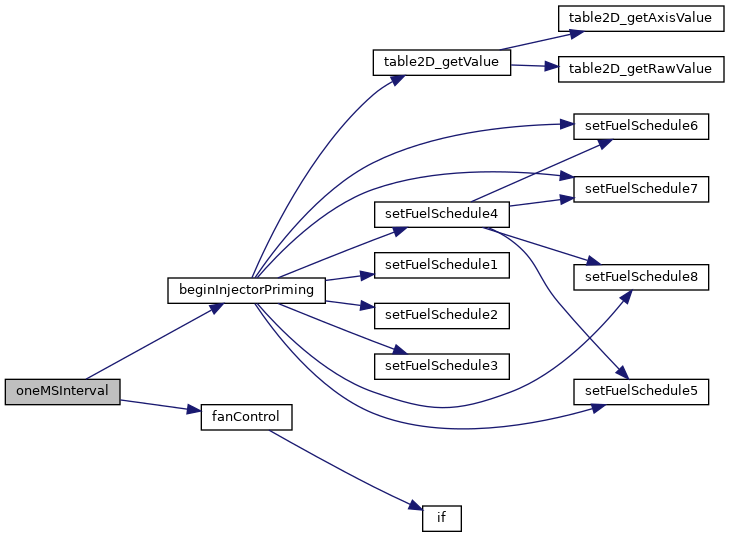 table2D_getAxisValue
table2D_getValue
table2D_getRawValue
setFuelSchedule6
setFuelSchedule7
setFuelSchedule4
setFuelSchedule1
setFuelSchedule8
beginInjectorPriming
setFuelSchedule2
setFuelSchedule3
oneMSInterval
setFuelSchedule5
fanControl
if